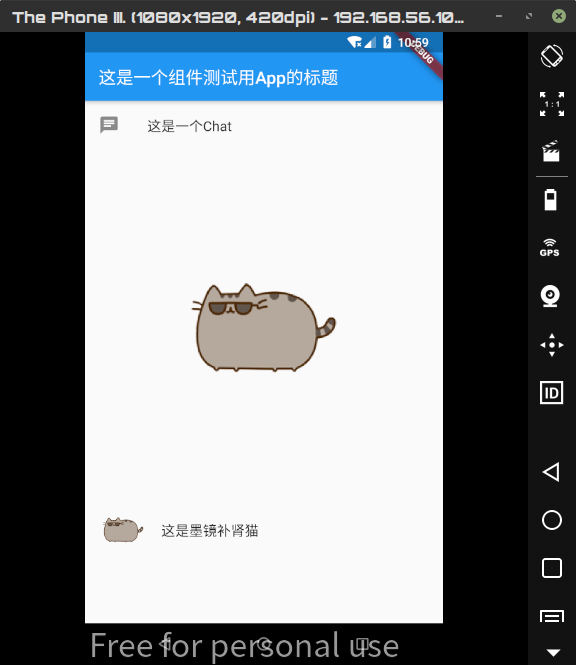 The Phone III. (1080x1920, 420dpi) - 192.168.56.10...
10:59
DEBUG
这是一个组件测试用App的标题
这是一个Chat
1:1
GPS
ID
这是墨镜补肾猫
Free for personal use